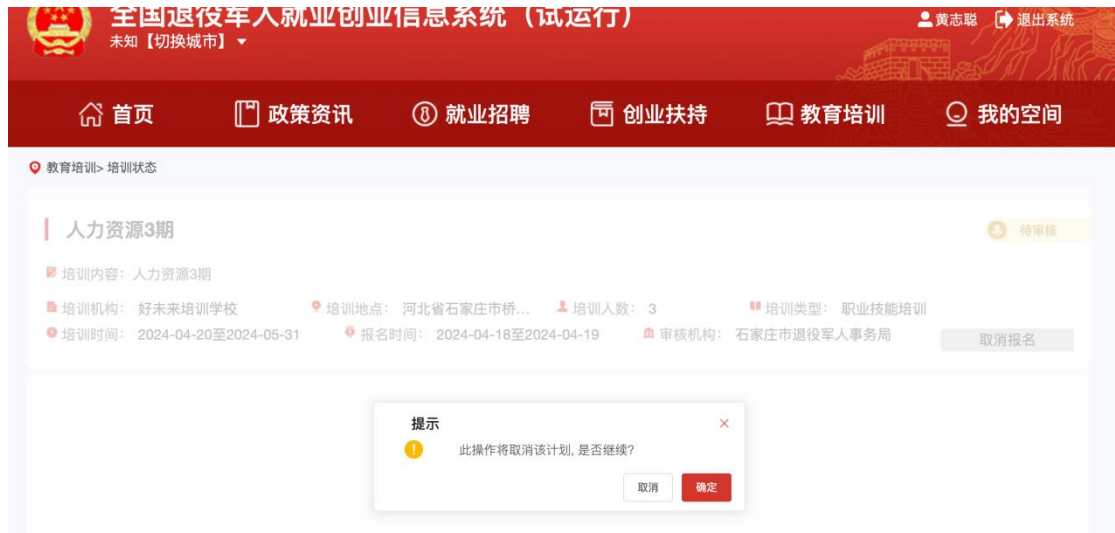 全国退役军人就业创业信息系统（试运行）
黄志聪 退出系统
未知【切换城市】
首页 政策资讯 就业招聘 创业扶持 教育培训 我的空间
教育培训> 培训状态
人力资源3期 待审核
培训内容： 人力资源3期
培训机构： 好未来培训学校 培训地点： 河北省石家庄市桥... 培训人数： 3 培训类型： 职业技能培训
培训时间： 2024-04-20至2024-05-31 报名时间： 2024-04-18至2024-04-19 审核机构： 石家庄市退役军人事务局
取消报名
提示
此操作将取消该计划, 是否继续?
取消 确定